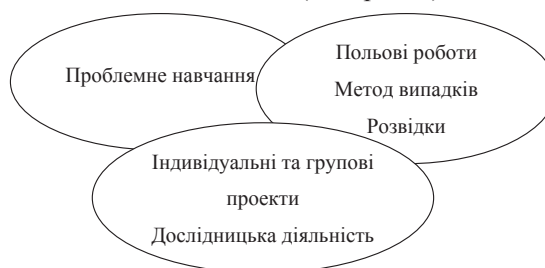 Проблемне навчання
Польові роботи
Метод випадків
Розвідки
Індивідуальні та групові
проекти
Дослідницька діяльність